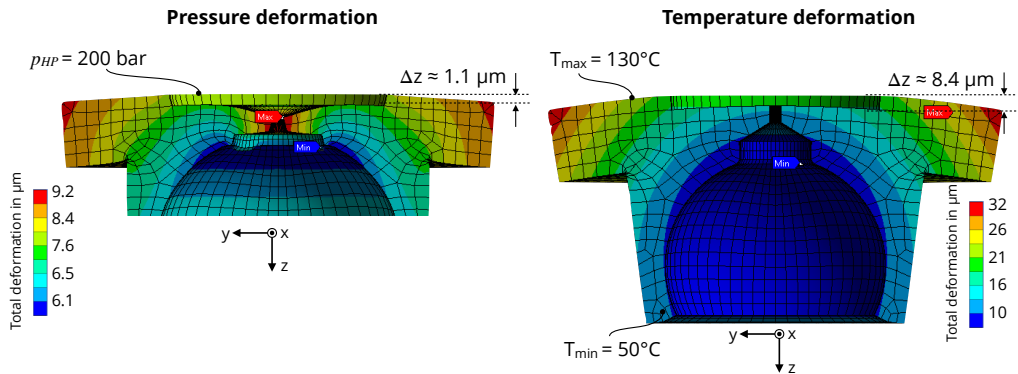 Pressure deformation
pHP = 200 bar
Δz ≈ 1.1 µm
Max
Min
Total deformation in µm
9.2
8.4
7.6
6.5
6.1
y
x
z
Temperature deformation
Tmax = 130°C
Δz ≈ 8.4 µm
Max
Min
Total deformation in µm
32
26
21
16
10
Tmin = 50°C
y
x
z